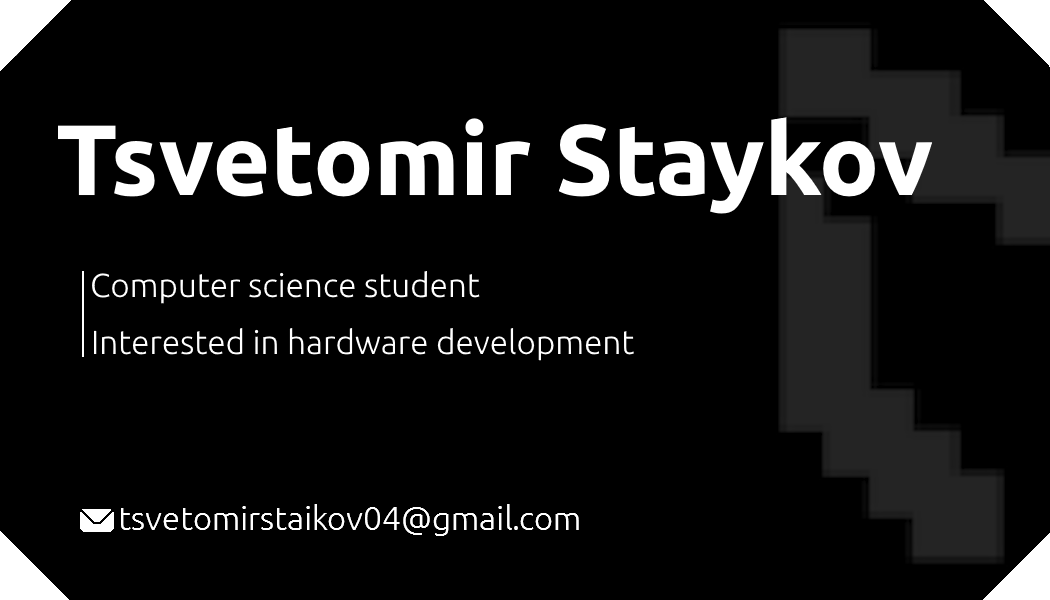 Tsvetomir Staykov
Computer science student
Interested in hardware development
tsvetomirstaikov04@gmail.com